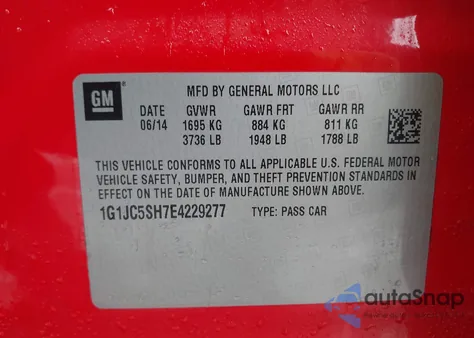 GM
MFD BY GENERAL MOTORS LLC
DATE GVWR GAWR FRT GAWR RR
06/14 1695 KG 884 KG 811 KG
3736 LB 1948 LB 1788 LB
THIS VEHICLE CONFORMS TO ALL APPLICABLE U.S. FEDERAL MOTOR
VEHICLE SAFETY, BUMPER, AND THEFT PREVENTION STANDARDS IN
EFFECT ON THE DATE OF MANUFACTURE SHOWN ABOVE.
1G1JC5SH7E4229277 TYPE: PASS CAR
autoSnap